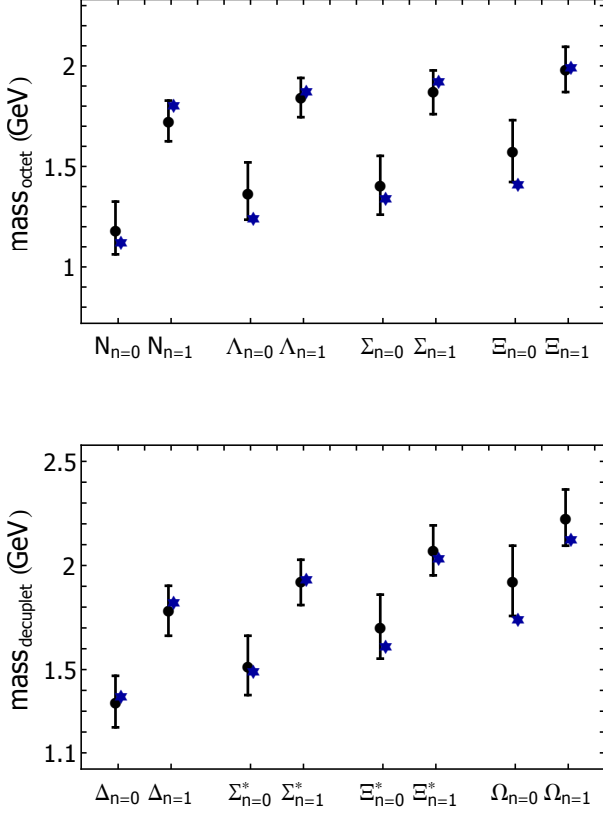 2
1.5
1
mass_octet (GeV)
N_n=0 N_n=1 Λ_n=0 Λ_n=1 Σ_n=0 Σ_n=1 Ξ_n=0 Ξ_n=1
2.5
2
1.5
1.1
mass_decuplet (GeV)
Δ_n=0 Δ_n=1 Σ*_n=0 Σ*_n=1 Ξ*_n=0 Ξ*_n=1 Ω_n=0 Ω_n=1